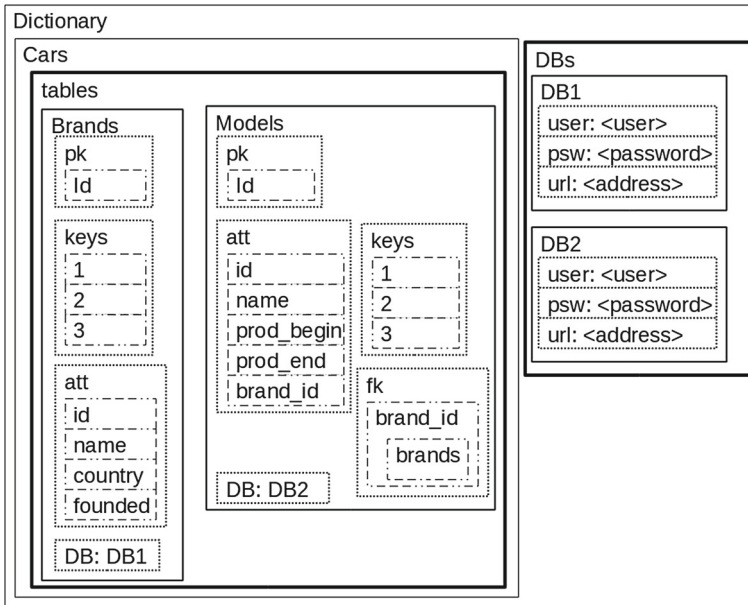 Dictionary
Cars
tables
Brands
pk
Id
keys
1
2
3
att
id
name
country
founded
DB: DB1
Models
pk
Id
att
id
name
prod_begin
prod_end
brand_id
keys
1
2
3
fk
brand_id
brands
DB: DB2
DBs
DB1
user: <user>
psw: <password>
url: <address>
DB2
user: <user>
psw: <password>
url: <address>